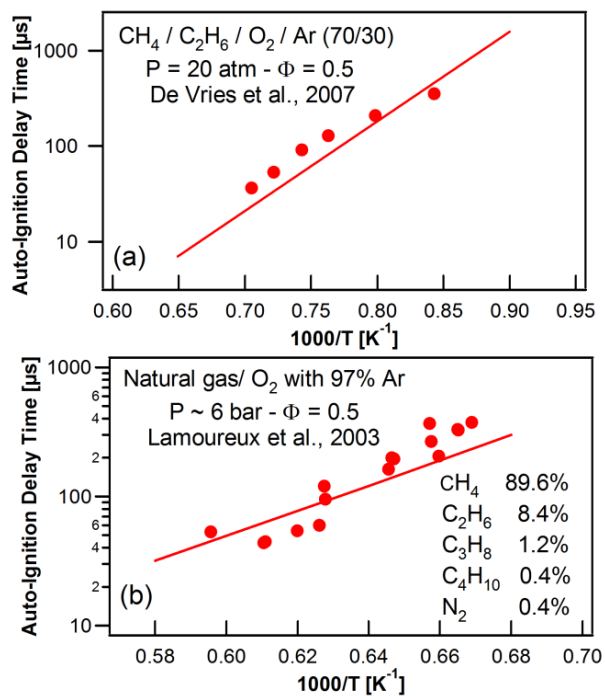 CH4 / C2H6 / O2 / Ar (70/30)
P = 20 atm - Φ = 0.5
De Vries et al., 2007
Auto-Ignition Delay Time [µs]
1000
100
10
(a)
0.60 0.65 0.70 0.75 0.80 0.85 0.90 0.95
1000/T [K-1]
Natural gas/ O2 with 97% Ar
P ~ 6 bar - Φ = 0.5
Lamoureux et al., 2003
CH4 89.6%
C2H6 8.4%
C3H8 1.2%
C4H10 0.4%
N2 0.4%
Auto-Ignition Delay Time [µs]
1000
6
4
2
100
6
4
2
10
(b)
0.58 0.60 0.62 0.64 0.66 0.68 0.70
1000/T [K-1]